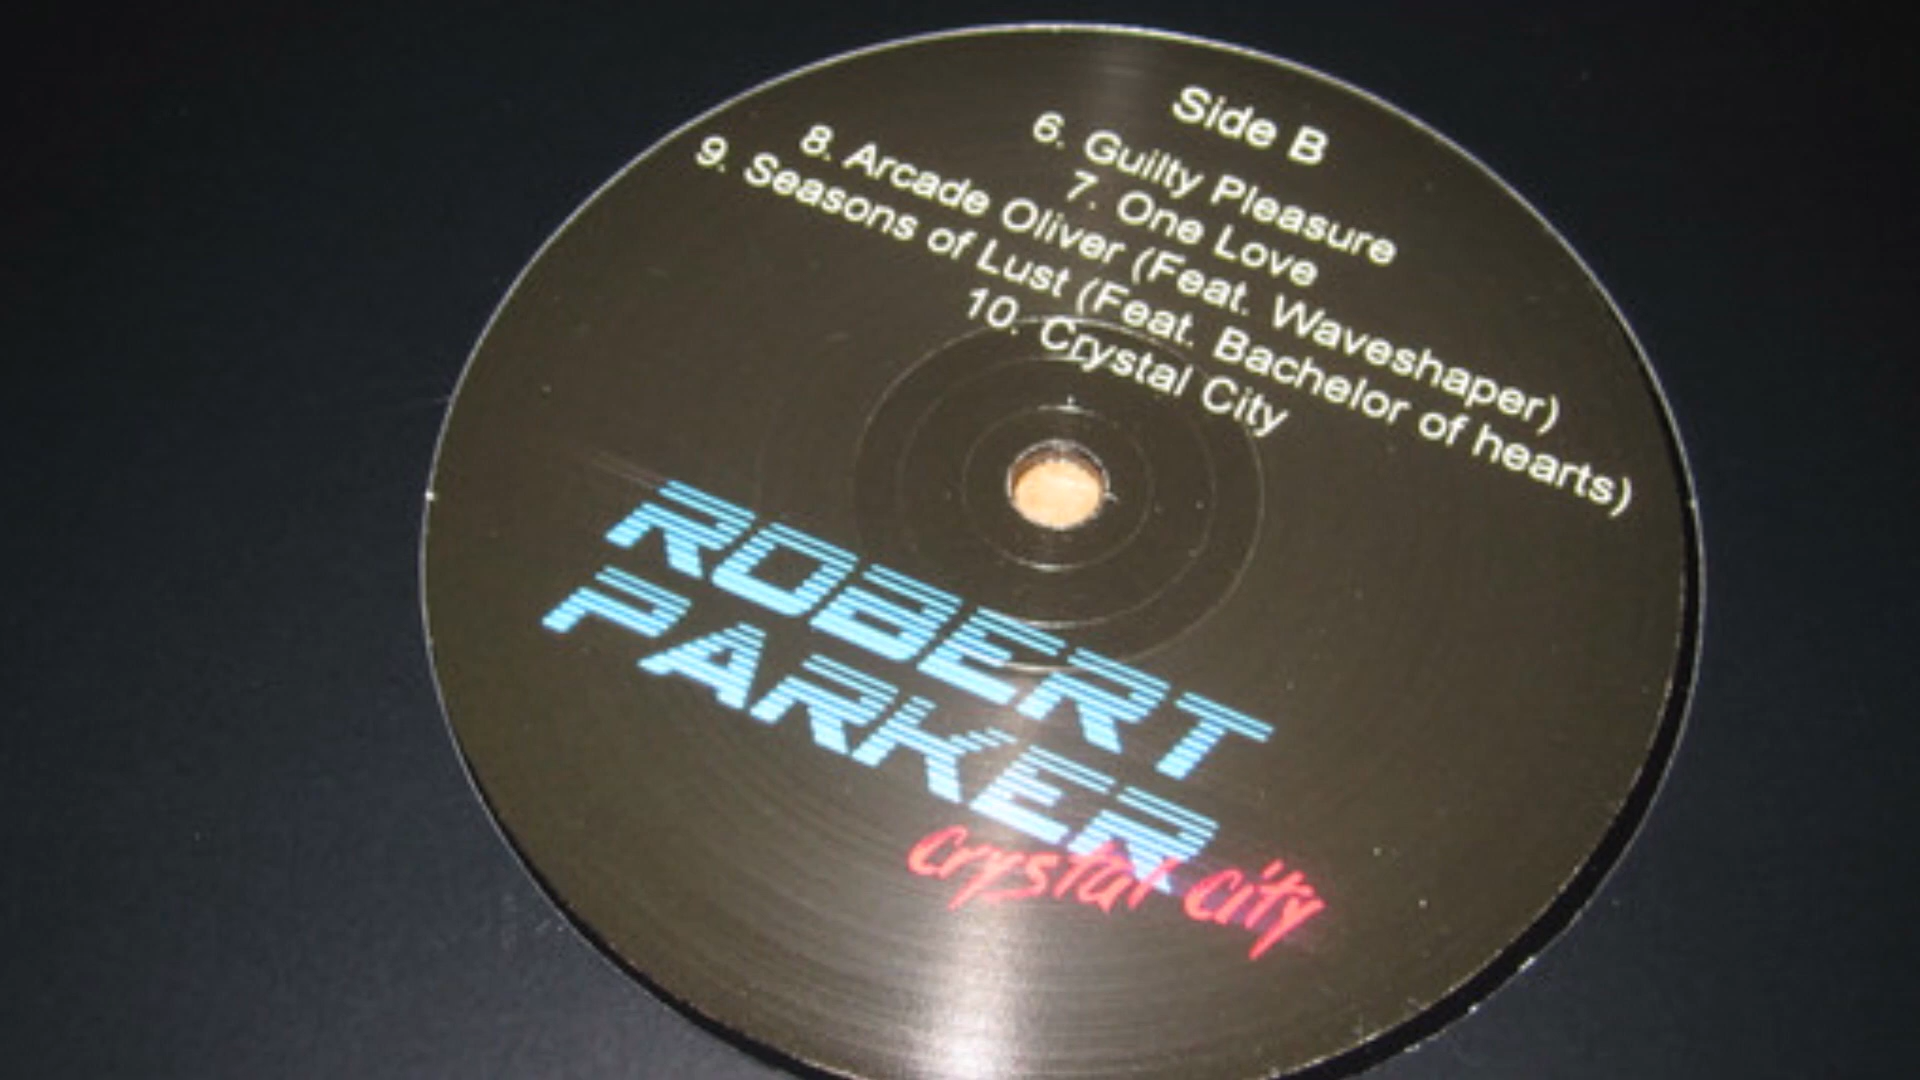 Side B
6. Guilty Pleasure
7. One Love
8. Arcade Oliver (Feat. Waveshaper)
9. Seasons of Lust (Feat. Bachelor of hearts)
10. Crystal City
ROBERT
PARKER
Crystal City